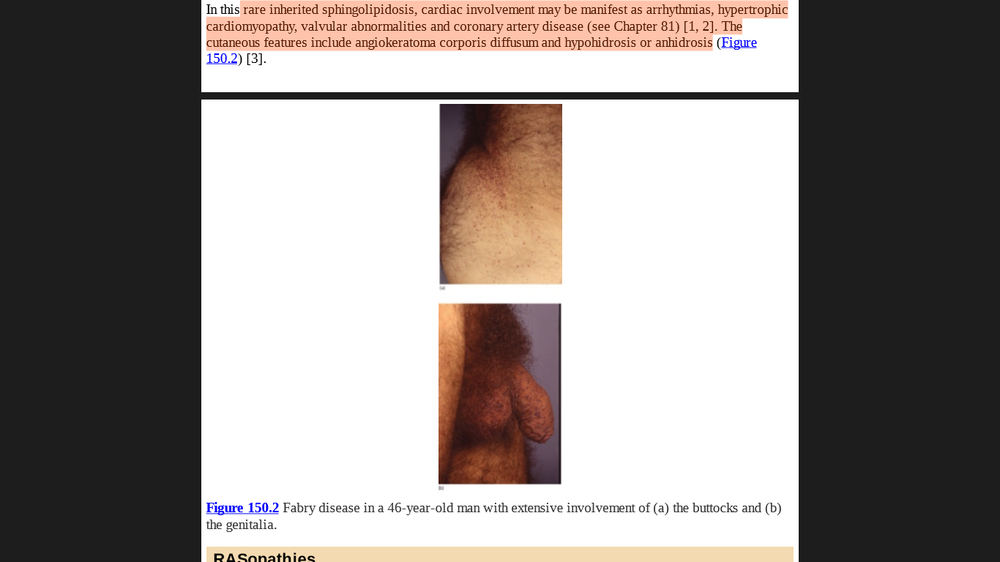 In this rare inherited sphingolipidosis, cardiac involvement may be manifest as arrhythmias, hypertrophic
cardiomyopathy, valvular abnormalities and coronary artery disease (see Chapter 81) [1, 2]. The
cutaneous features include angiokeratoma corporis diffusum and hypohidrosis or anhidrosis (Figure
150.2) [3].
(a)
(b)
Figure 150.2 Fabry disease in a 46-year-old man with extensive involvement of (a) the buttocks and (b)
the genitalia.
RASopathies